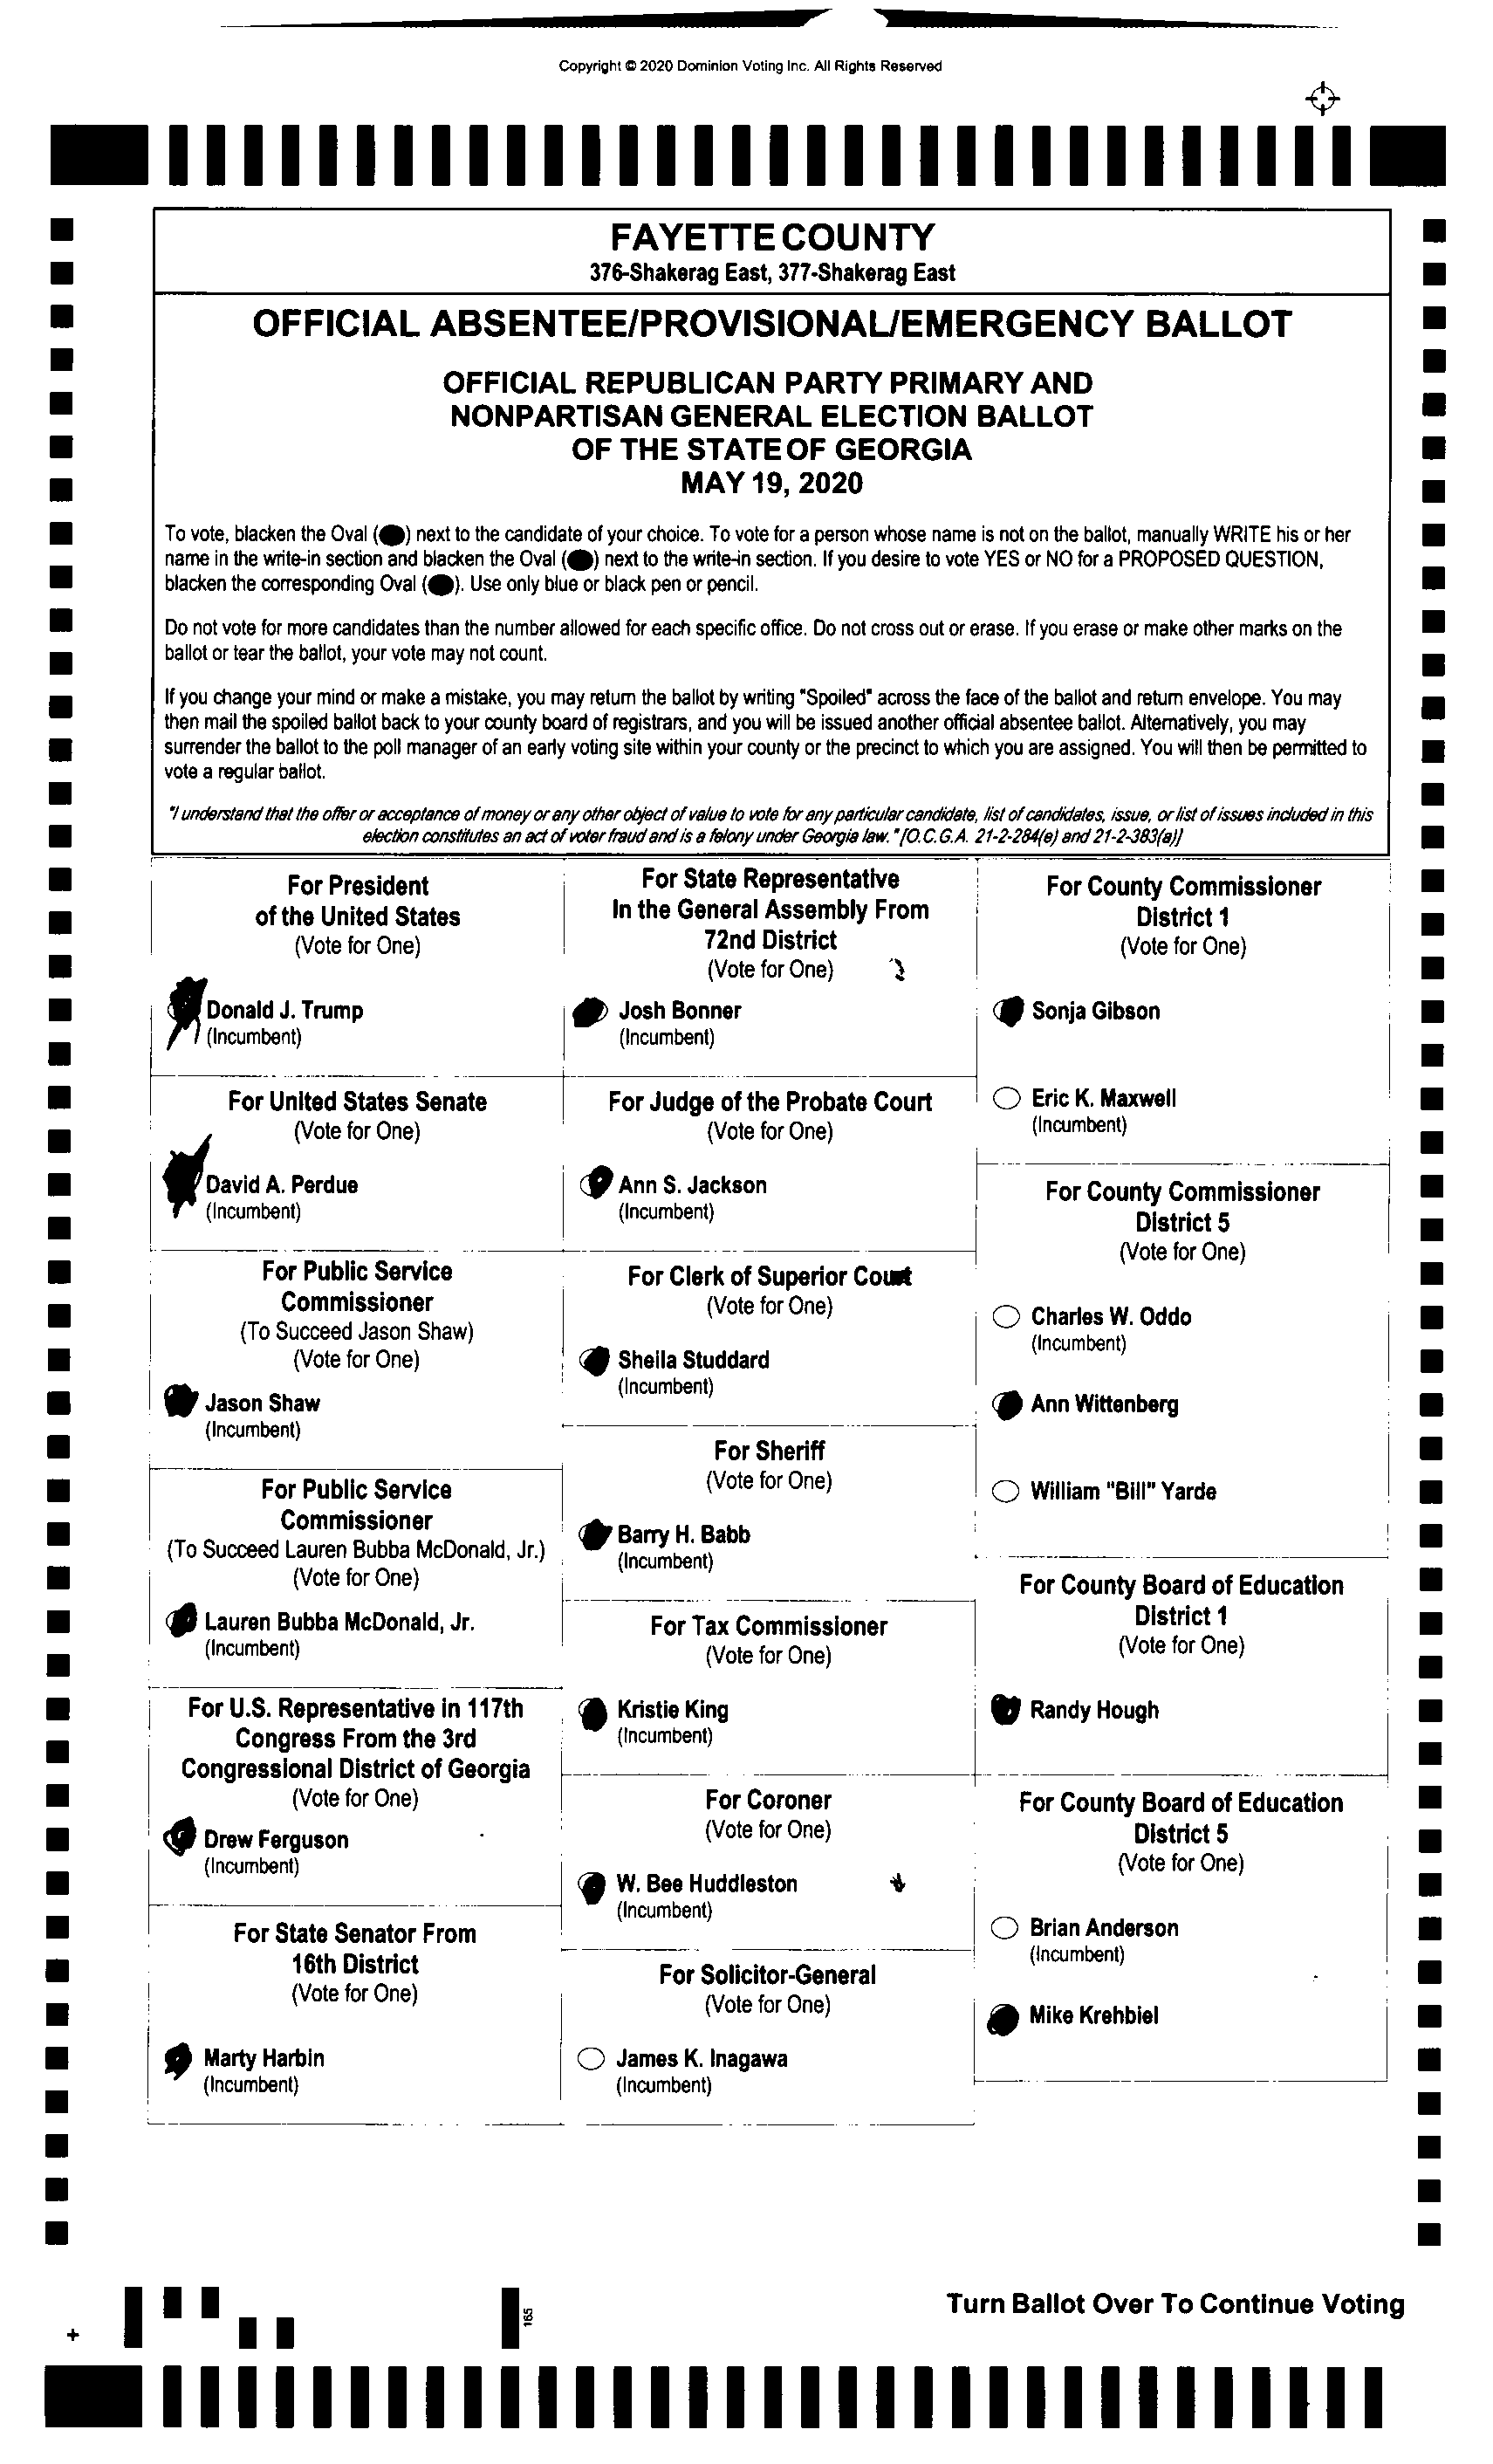 Copyright © 2020 Dominion Voting Inc. All Rights Reserved
FAYETTE COUNTY
376-Shakerag East, 377-Shakerag East
OFFICIAL ABSENTEE/PROVISIONAL/EMERGENCY BALLOT
OFFICIAL REPUBLICAN PARTY PRIMARY AND
NONPARTISAN GENERAL ELECTION BALLOT
OF THE STATE OF GEORGIA
MAY 19, 2020
To vote, blacken the Oval (●) next to the candidate of your choice. To vote for a person whose name is not on the ballot, manually WRITE his or her
name in the write-in section and blacken the Oval (●) next to the write-in section. If you desire to vote YES or NO for a PROPOSED QUESTION,
blacken the corresponding Oval (●). Use only blue or black pen or pencil.
Do not vote for more candidates than the number allowed for each specific office. Do not cross out or erase. If you erase or make other marks on the
ballot or tear the ballot, your vote may not count.
If you change your mind or make a mistake, you may return the ballot by writing "Spoiled" across the face of the ballot and return envelope. You may
then mail the spoiled ballot back to your county board of registrars, and you will be issued another official absentee ballot. Alternatively, you may
surrender the ballot to the poll manager of an early voting site within your county or the precinct to which you are assigned. You will then be permitted to
vote a regular ballot.
"I understand that the offer or acceptance of money or any other object of value to vote for any particular candidate, list of candidates, issue, or list of issues included in this
election constitutes an act of voter fraud and is a felony under Georgia law." [O.C.G.A. 21-2-284(e) and 21-2-383(a)]
For President
of the United States
(Vote for One)
Donald J. Trump
(Incumbent)
For United States Senate
(Vote for One)
David A. Perdue
(Incumbent)
For Public Service
Commissioner
(To Succeed Jason Shaw)
(Vote for One)
Jason Shaw
(Incumbent)
For Public Service
Commissioner
(To Succeed Lauren Bubba McDonald, Jr.)
(Vote for One)
Lauren Bubba McDonald, Jr.
(Incumbent)
For U.S. Representative in 117th
Congress From the 3rd
Congressional District of Georgia
(Vote for One)
Drew Ferguson
(Incumbent)
For State Senator From
16th District
(Vote for One)
Marty Harbin
(Incumbent)
For State Representative
In the General Assembly From
72nd District
(Vote for One)
Josh Bonner
(Incumbent)
For Judge of the Probate Court
(Vote for One)
Ann S. Jackson
(Incumbent)
For Clerk of Superior Court
(Vote for One)
Sheila Studdard
(Incumbent)
For Sheriff
(Vote for One)
Barry H. Babb
(Incumbent)
For Tax Commissioner
(Vote for One)
Kristie King
(Incumbent)
For Coroner
(Vote for One)
W. Bee Huddleston
(Incumbent)
For Solicitor-General
(Vote for One)
James K. Inagawa
(Incumbent)
For County Commissioner
District 1
(Vote for One)
Sonja Gibson
Eric K. Maxwell
(Incumbent)
For County Commissioner
District 5
(Vote for One)
Charles W. Oddo
(Incumbent)
Ann Wittenberg
William "Bill" Yarde
For County Board of Education
District 1
(Vote for One)
Randy Hough
For County Board of Education
District 5
(Vote for One)
Brian Anderson
(Incumbent)
Mike Krehbiel
165
Turn Ballot Over To Continue Voting